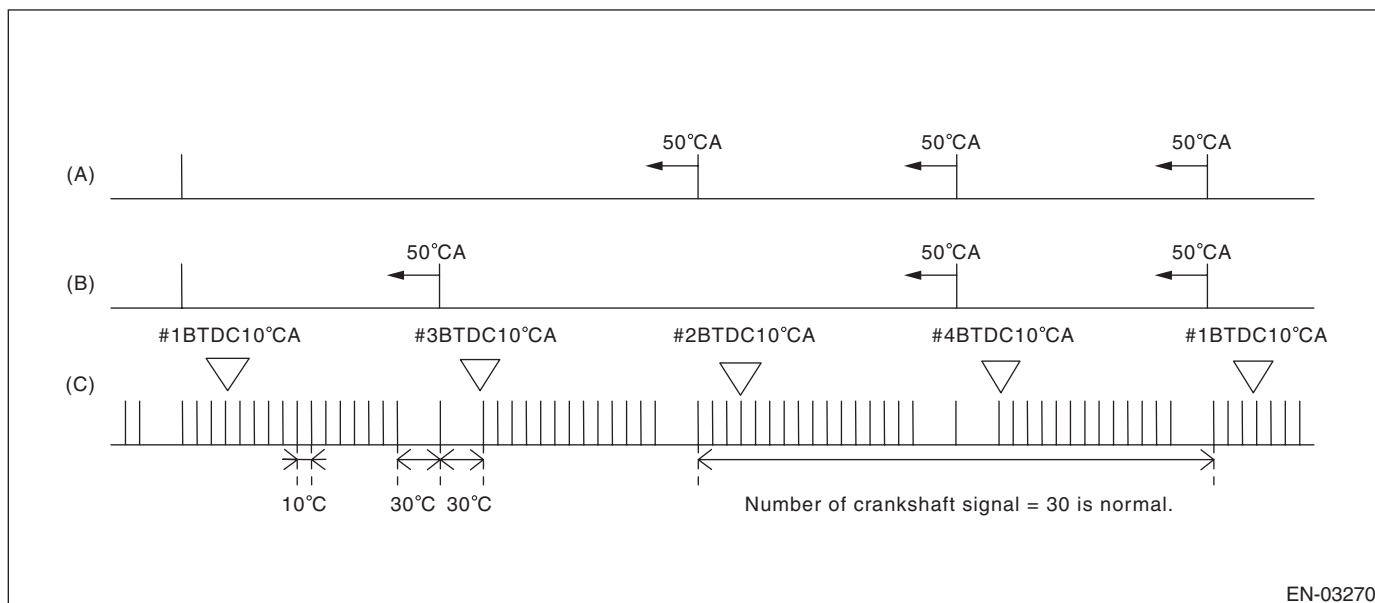 50°CA 50°CA 50°CA
(A)
50°CA 50°CA 50°CA
(B)
#1BTDC10°CA #3BTDC10°CA #2BTDC10°CA #4BTDC10°CA #1BTDC10°CA
(C)
10°C 30°C 30°C Number of crankshaft signal = 30 is normal.
EN-03270